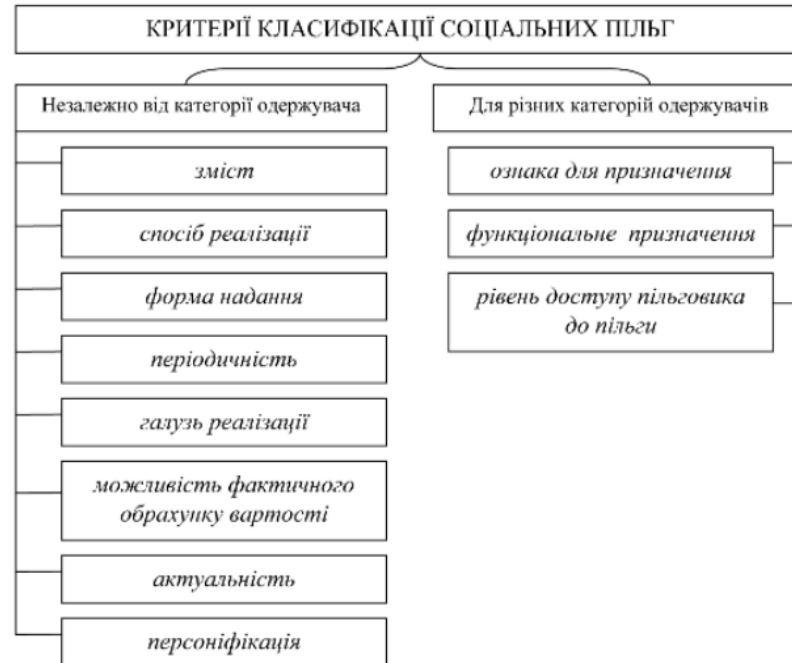 КРИТЕРІЇ КЛАСИФІКАЦІЇ СОЦІАЛЬНИХ ПІЛЬГ
Незалежно від категорії одержувача
зміст
спосіб реалізації
форма надання
періодичність
галузь реалізації
можливість фактичного
обрахунку вартості
актуальність
персоніфікація
Для різних категорій одержувачів
ознака для призначення
функціональне призначення
рівень доступу пільговика
до пільги